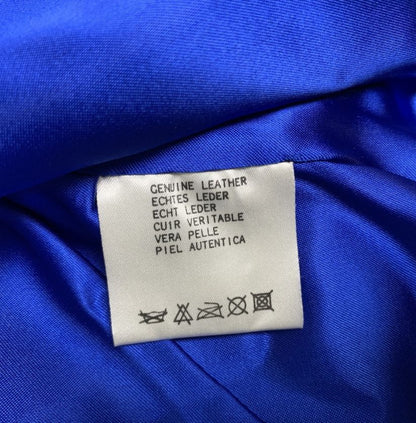 GENUINE LEATHER
ECHTES LEDER
ECHT LEDER
CUIR VERITABLE
VERA PELLE
PIEL AUTENTICA